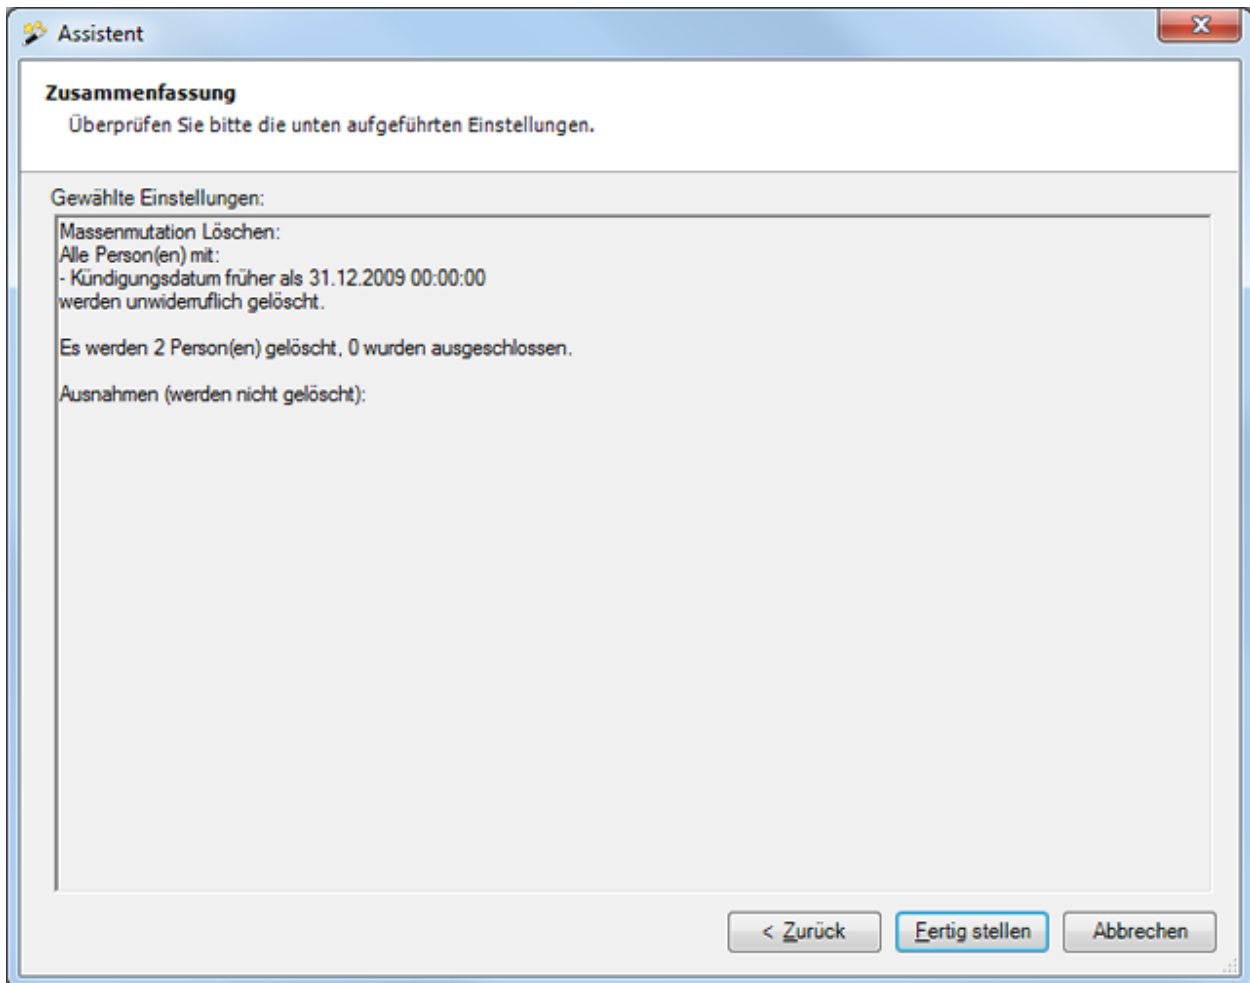 Assistent
Zusammenfassung
Überprüfen Sie bitte die unten aufgeführten Einstellungen.
Gewählte Einstellungen:
Massenmutation Löschen:
Alle Person(en) mit:
- Kündigungsdatum früher als 31.12.2009 00:00:00
werden unwiderruflich gelöscht.
Es werden 2 Person(en) gelöscht, 0 wurden ausgeschlossen.
Ausnahmen (werden nicht gelöscht):
< Zurück Fertig stellen Abbrechen